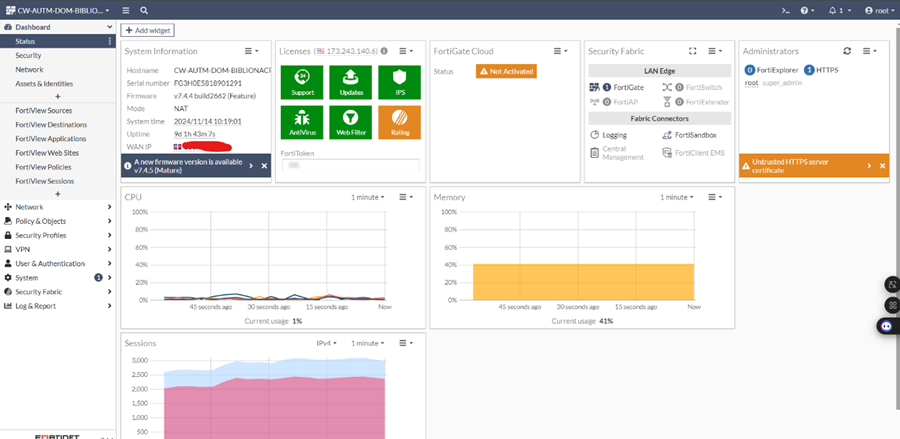 CW-AUTM-DOM-BIBLIO...
root
1
Dashboard
Status
Security
Network
Assets & Identities
+
FortiView Sources
FortiView Destinations
FortiView Applications
FortiView Web Sites
FortiView Policies
FortiView Sessions
+
Network
Policy & Objects
Security Profiles
VPN
User & Authentication
System
1
Security Fabric
Log & Report
FORTINET
+ Add widget
System Information
Hostname CW-AUTM-DOM-BIBLIONACI
Serial number FG3H0E5818901291
Firmware v7.4.4 build2662 (Feature)
Mode NAT
System time 2024/11/14 10:19:01
Uptime 9d 1h 43m 7s
WAN IP
A new firmware version is available
v7.4.5 (Mature)
Licenses (173.243.140.6)
Support Updates IPS
AntiVirus Web Filter Rating
FortiToken
FortiGate Cloud
Status Not Activated
Security Fabric
LAN Edge
1 FortiGate 0 FortiSwitch
0 FortiAP 0 FortiExtender
Fabric Connectors
Logging FortiSandbox
Central
Management
FortiClient EMS
Administrators
0 FortiExplorer 1 HTTPS
root super_admin
Untrusted HTTPS server
certificate
CPU 1 minute
100%
80%
60%
40%
20%
0%
45 seconds ago 30 seconds ago 15 seconds ago Now
Current usage 1%
Memory 1 minute
100%
80%
60%
40%
20%
0%
45 seconds ago 30 seconds ago 15 seconds ago Now
Current usage 41%
Sessions IPv4 1 minute
3,000
2,500
2,000
1,500
1,000
500